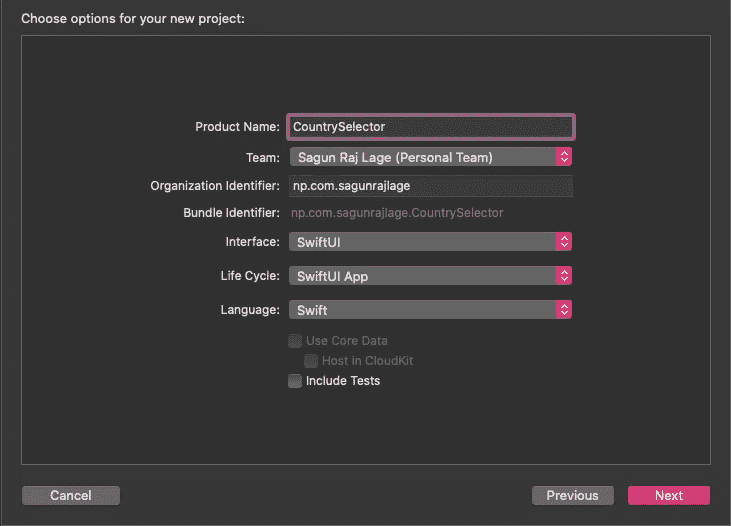 Choose options for your new project:
Product Name: CountrySelector
Team: Sagun Raj Lage (Personal Team)
Organization Identifier: np.com.sagunrajlage
Bundle Identifier: np.com.sagunrajlage.CountrySelector
Interface: SwiftUI
Life Cycle: SwiftUI App
Language: Swift
Use Core Data
Host in CloudKit
Include Tests
Cancel Previous Next